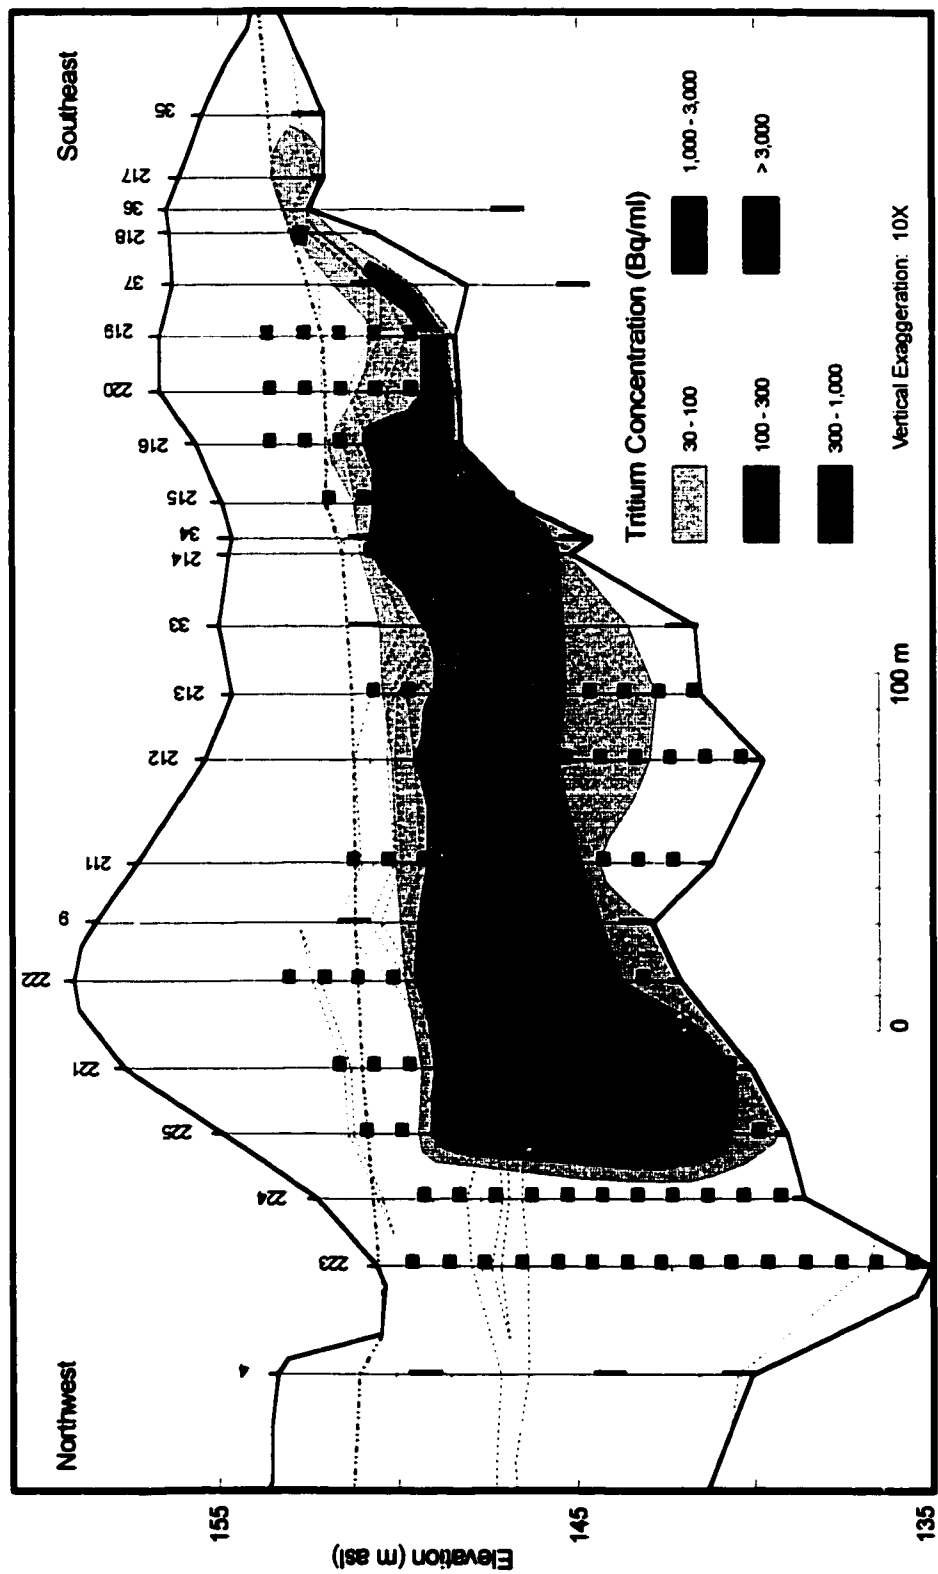 Northwest
Southeast
4
223
224
225
221
222
9
211
212
213
33
214
34
215
216
220
219
37
218
36
217
35
155
145
135
Elevation (m asl)
0
100 m
Tritium Concentration (Bq/ml)
30 - 100
1,000 - 3,000
100 - 300
> 3,000
300 - 1,000
Vertical Exaggeration: 10X